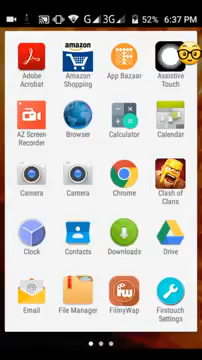 G 3G 52% 6:37 PM
Adobe Acrobat
amazon
Amazon Shopping
App Bazaar
Assistive Touch
AZ Screen Recorder
Browser
Calculator
Calendar
Camera
Camera
Chrome
Clash of Clans
Clock
Contacts
Downloads
Drive
Email
File Manager
fw
FilmyWap
Firstouch Settings